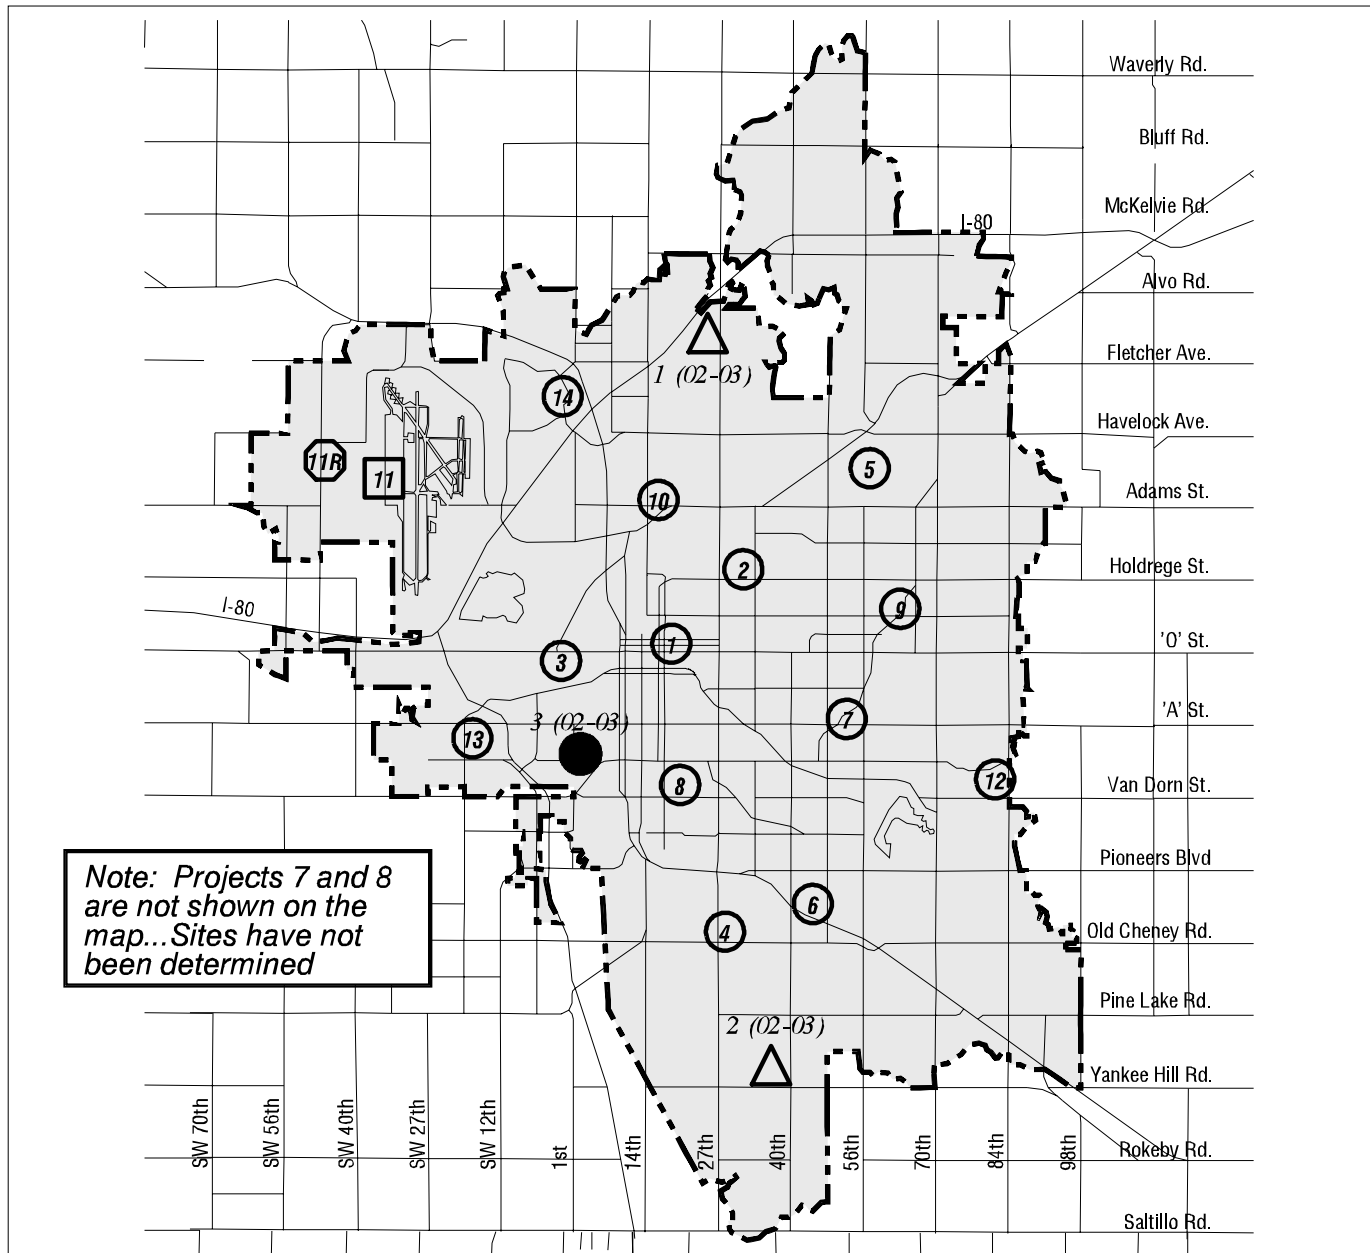 Waverly Rd.
Bluff Rd.
McKelvie Rd.
I-80
Alvo Rd.
Fletcher Ave.
1 (02-03)
14
Havelock Ave.
11R
11
5
10
Adams St.
2
Holdrege St.
I-80
9
1
'O' St.
3
'A' St.
3 (02-03)
7
13
12
8
Van Dorn St.
Pioneers Blvd
Note: Projects 7 and 8
are not shown on the
map...Sites have not
been determined
6
4
Old Cheney Rd.
Pine Lake Rd.
2 (02-03)
Yankee Hill Rd.
SW 70th
SW 56th
SW 40th
SW 27th
SW 12th
1st
14th
27th
40th
56th
70th
84th
98th
Rokeby Rd.
Saltillo Rd.